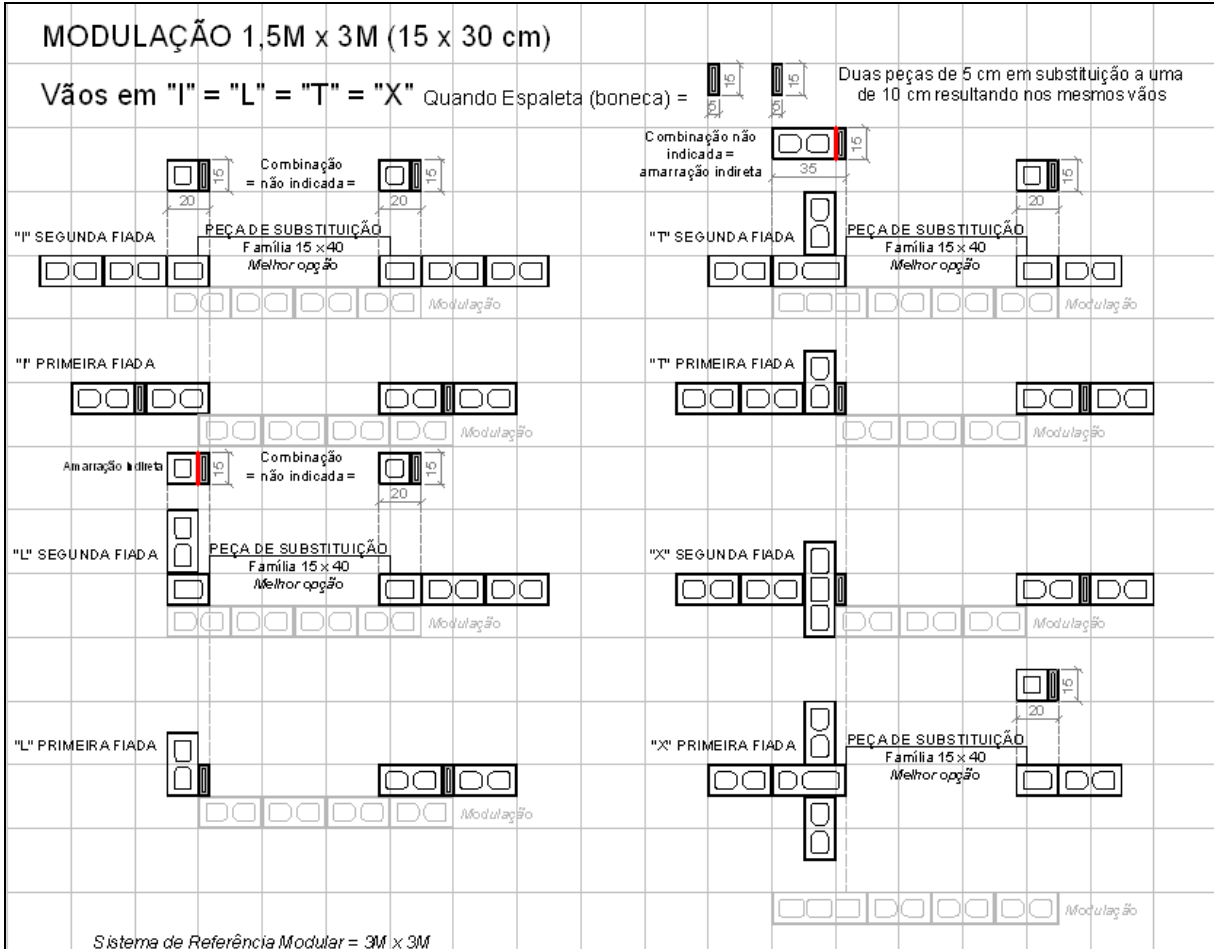 MODULAÇÃO 1,5M x 3M (15 x 30 cm)
Vãos em "I" = "L" = "T" = "X" Quando Espaleta (boneca) =
15
5
15
5
Duas peças de 5 cm em substituição a uma
de 10 cm resultando nos mesmos vãos
Combinação
= não indicada =
15
20
15
20
"I" SEGUNDA FIADA
PEÇA DE SUBSTITUIÇÃO
Família 15 x 40
Melhor opção
Modulação
Combinação não
indicada =
amarração indireta
15
35
15
20
"T" SEGUNDA FIADA
PEÇA DE SUBSTITUIÇÃO
Família 15 x 40
Melhor opção
Modulação
"I" PRIMEIRA FIADA
Modulação
"T" PRIMEIRA FIADA
Modulação
Amarração Indireta
15
Combinação
= não indicada =
15
20
"L" SEGUNDA FIADA
PEÇA DE SUBSTITUIÇÃO
Família 15 x 40
Melhor opção
Modulação
"X" SEGUNDA FIADA
Modulação
"L" PRIMEIRA FIADA
Modulação
15
20
"X" PRIMEIRA FIADA
PEÇA DE SUBSTITUIÇÃO
Família 15 x 40
Melhor opção
Modulação
Sistema de Referência Modular = 3M x 3M